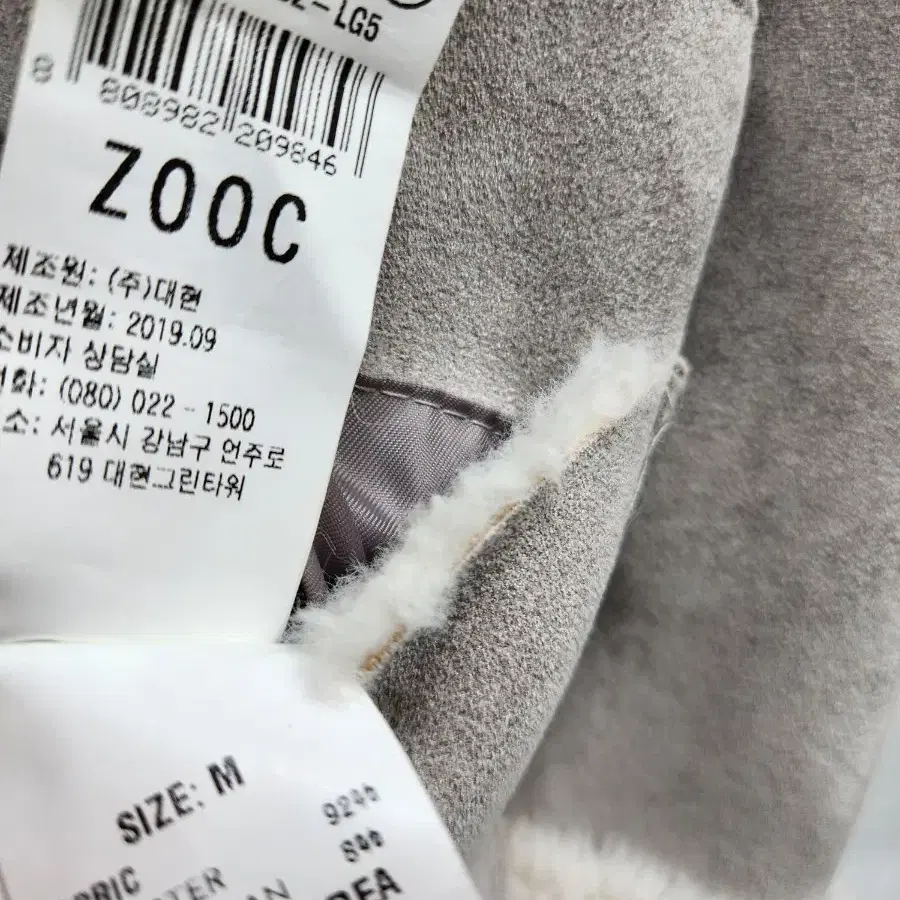 -LG5
8 808982 209846
ZOOC
제조원: (주)대현
제조년월: 2019.09
소비자 상담실
화: (080) 022 - 1500
소: 서울시 강남구 언주로
619 대현그린타워
SIZE: M